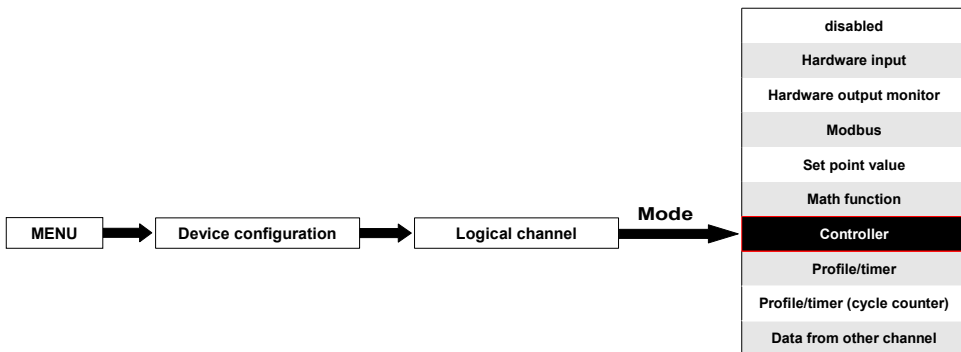 disabled
Hardware input
Hardware output monitor
Modbus
Set point value
Math function
MENU
Device configuration
Logical channel
Mode
Controller
Profile/timer
Profile/timer (cycle counter)
Data from other channel